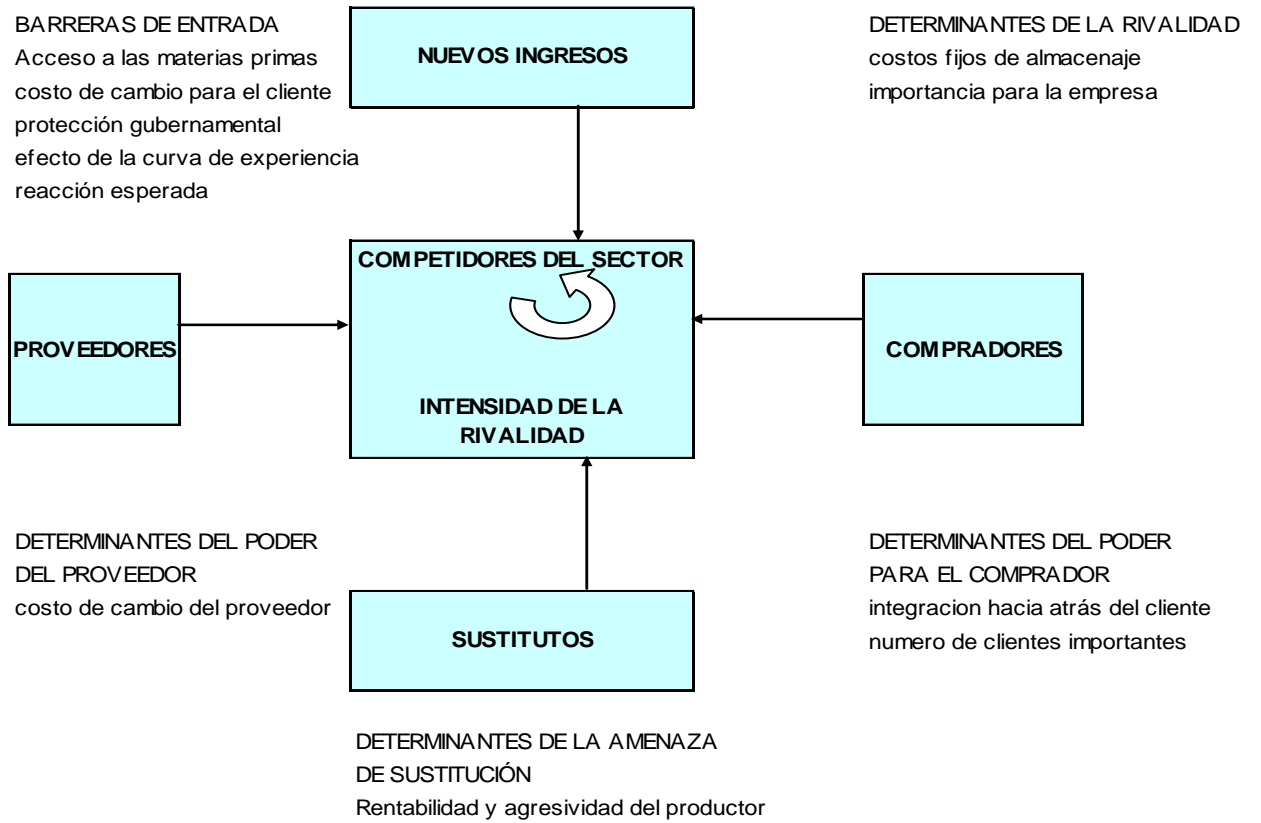 BARRERAS DE ENTRADA
Acceso a las materias primas
costo de cambio para el cliente
protección gubernamental
efecto de la curva de experiencia
reacción esperada
NUEVOS INGRESOS
DETERMINANTES DE LA RIVALIDAD
costos fijos de almacenaje
importancia para la empresa
COMPETIDORES DEL SECTOR
INTENSIDAD DE LA
RIVALIDAD
PROVEEDORES
COMPRADORES
DETERMINANTES DEL PODER
DEL PROVEEDOR
costo de cambio del proveedor
SUSTITUTOS
DETERMINANTES DEL PODER
PARA EL COMPRADOR
integracion hacia atrás del cliente
numero de clientes importantes
DETERMINANTES DE LA AMENAZA
DE SUSTITUCIÓN
Rentabilidad y agresividad del productor